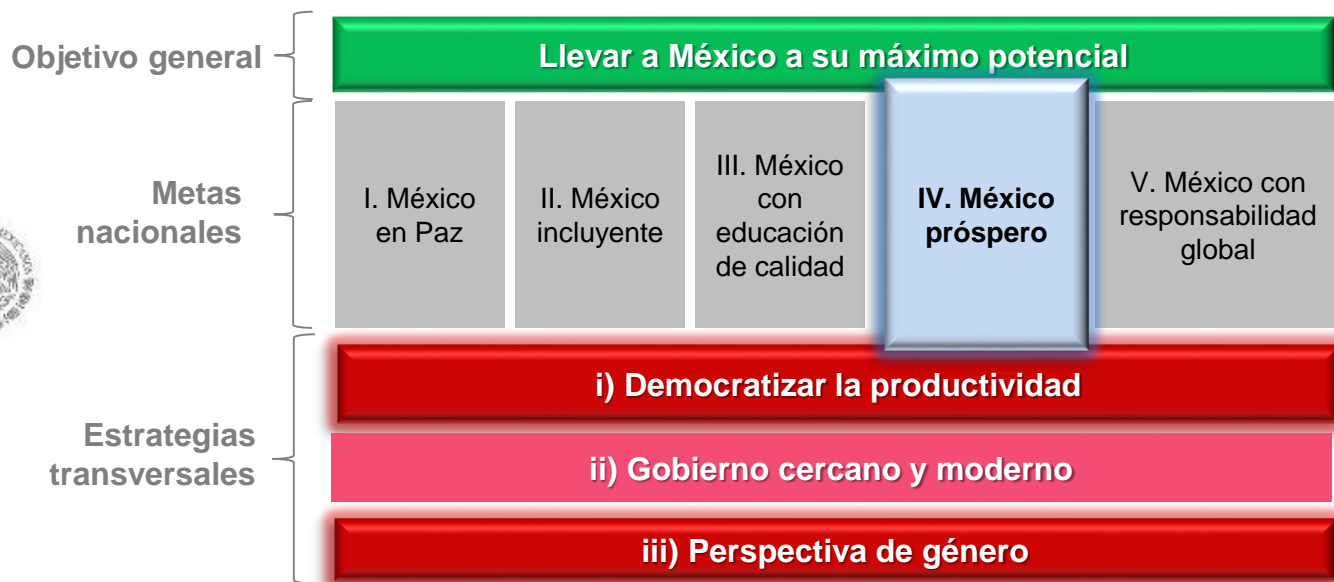 Objetivo general
Llevar a México a su máximo potencial
Metas
nacionales
I. México
en Paz
II. México
incluyente
III. México
con
educación
de calidad
IV. México
próspero
V. México con
responsabilidad
global
Estrategias
transversales
i) Democratizar la productividad
ii) Gobierno cercano y moderno
iii) Perspectiva de género